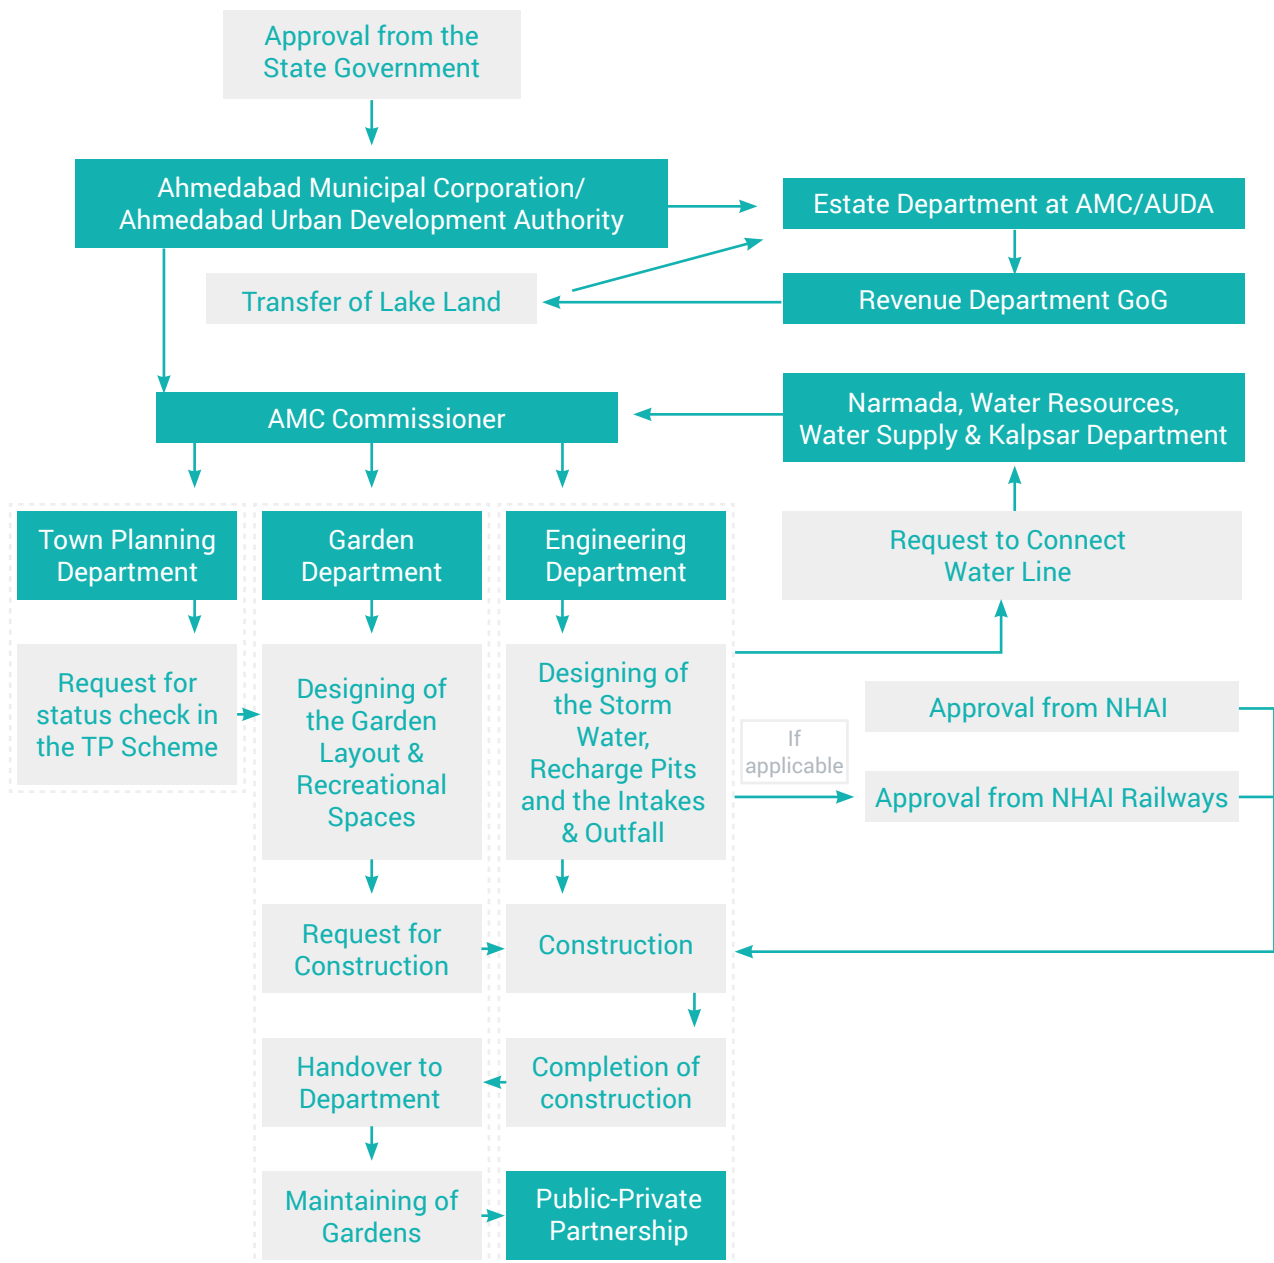 Approval from the
State Government
Ahmedabad Municipal Corporation/
Ahmedabad Urban Development Authority
Estate Department at AMC/AUDA
Transfer of Lake Land
Revenue Department GoG
AMC Commissioner
Narmada, Water Resources,
Water Supply & Kalpsar Department
Town Planning
Department
Garden
Department
Engineering
Department
Request to Connect
Water Line
Request for
status check in
the TP Scheme
Designing of
the Garden
Layout &
Recreational
Spaces
Designing of
the Storm
Water,
Recharge Pits
and the Intakes
& Outfall
If
applicable
Approval from NHAI
Approval from NHAI Railways
Request for
Construction
Construction
Handover to
Department
Completion of
construction
Maintaining of
Gardens
Public-Private
Partnership